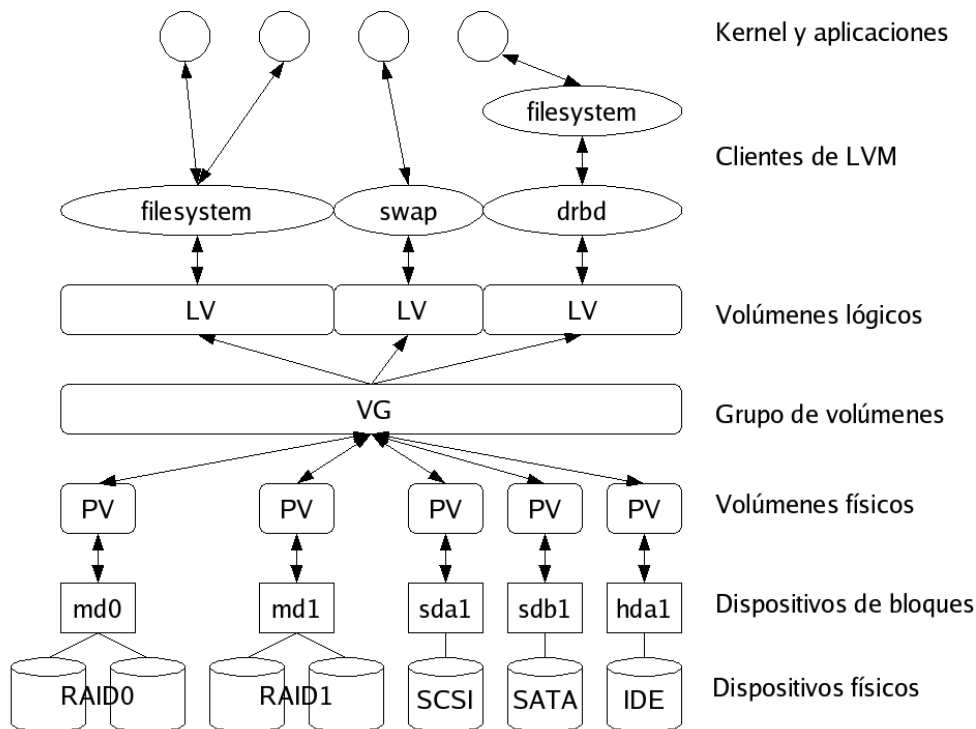 Kernel y aplicaciones
filesystem
Clientes de LVM
filesystem swap drbd
LV LV LV Volúmenes lógicos
VG Grupo de volúmenes
PV PV PV PV PV Volúmenes físicos
md0 md1 sda1 sdb1 hda1 Dispositivos de bloques
RAID0 RAID1 SCSI SATA IDE Dispositivos físicos